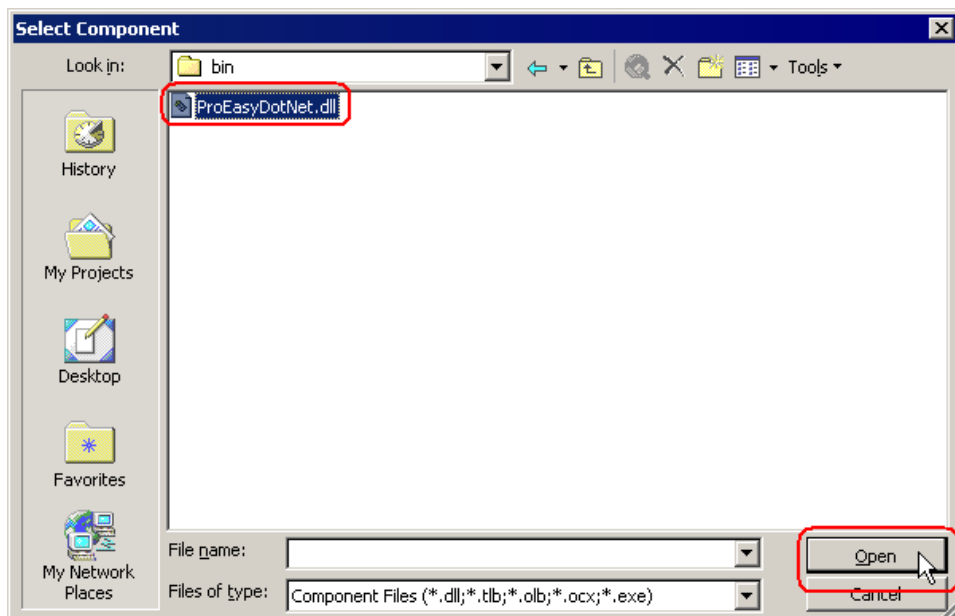 Select Component
Look in:
bin
Tools
ProEasyDotNet.dll
History
My Projects
Desktop
Favorites
My Network
Places
File name:
Open
Files of type:
Component Files (*.dll;*.tlb;*.olb;*.ocx;*.exe)
Cancel